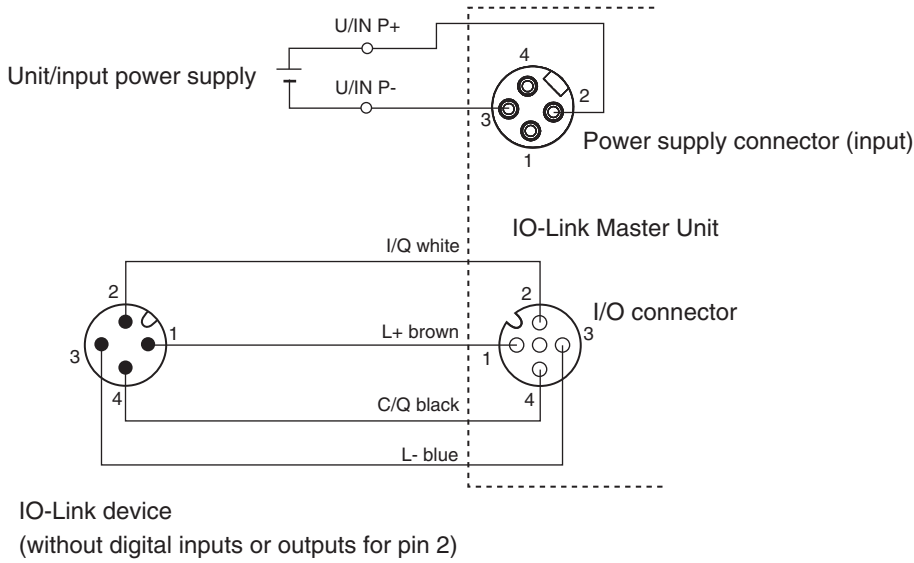 U/IN P+
Unit/input power supply
U/IN P-
4
2
3
1
Power supply connector (input)
IO-Link Master Unit
I/Q white
2
2
I/O connector
L+ brown
1
3
3
1
4
4
C/Q black
L- blue
IO-Link device
(without digital inputs or outputs for pin 2)